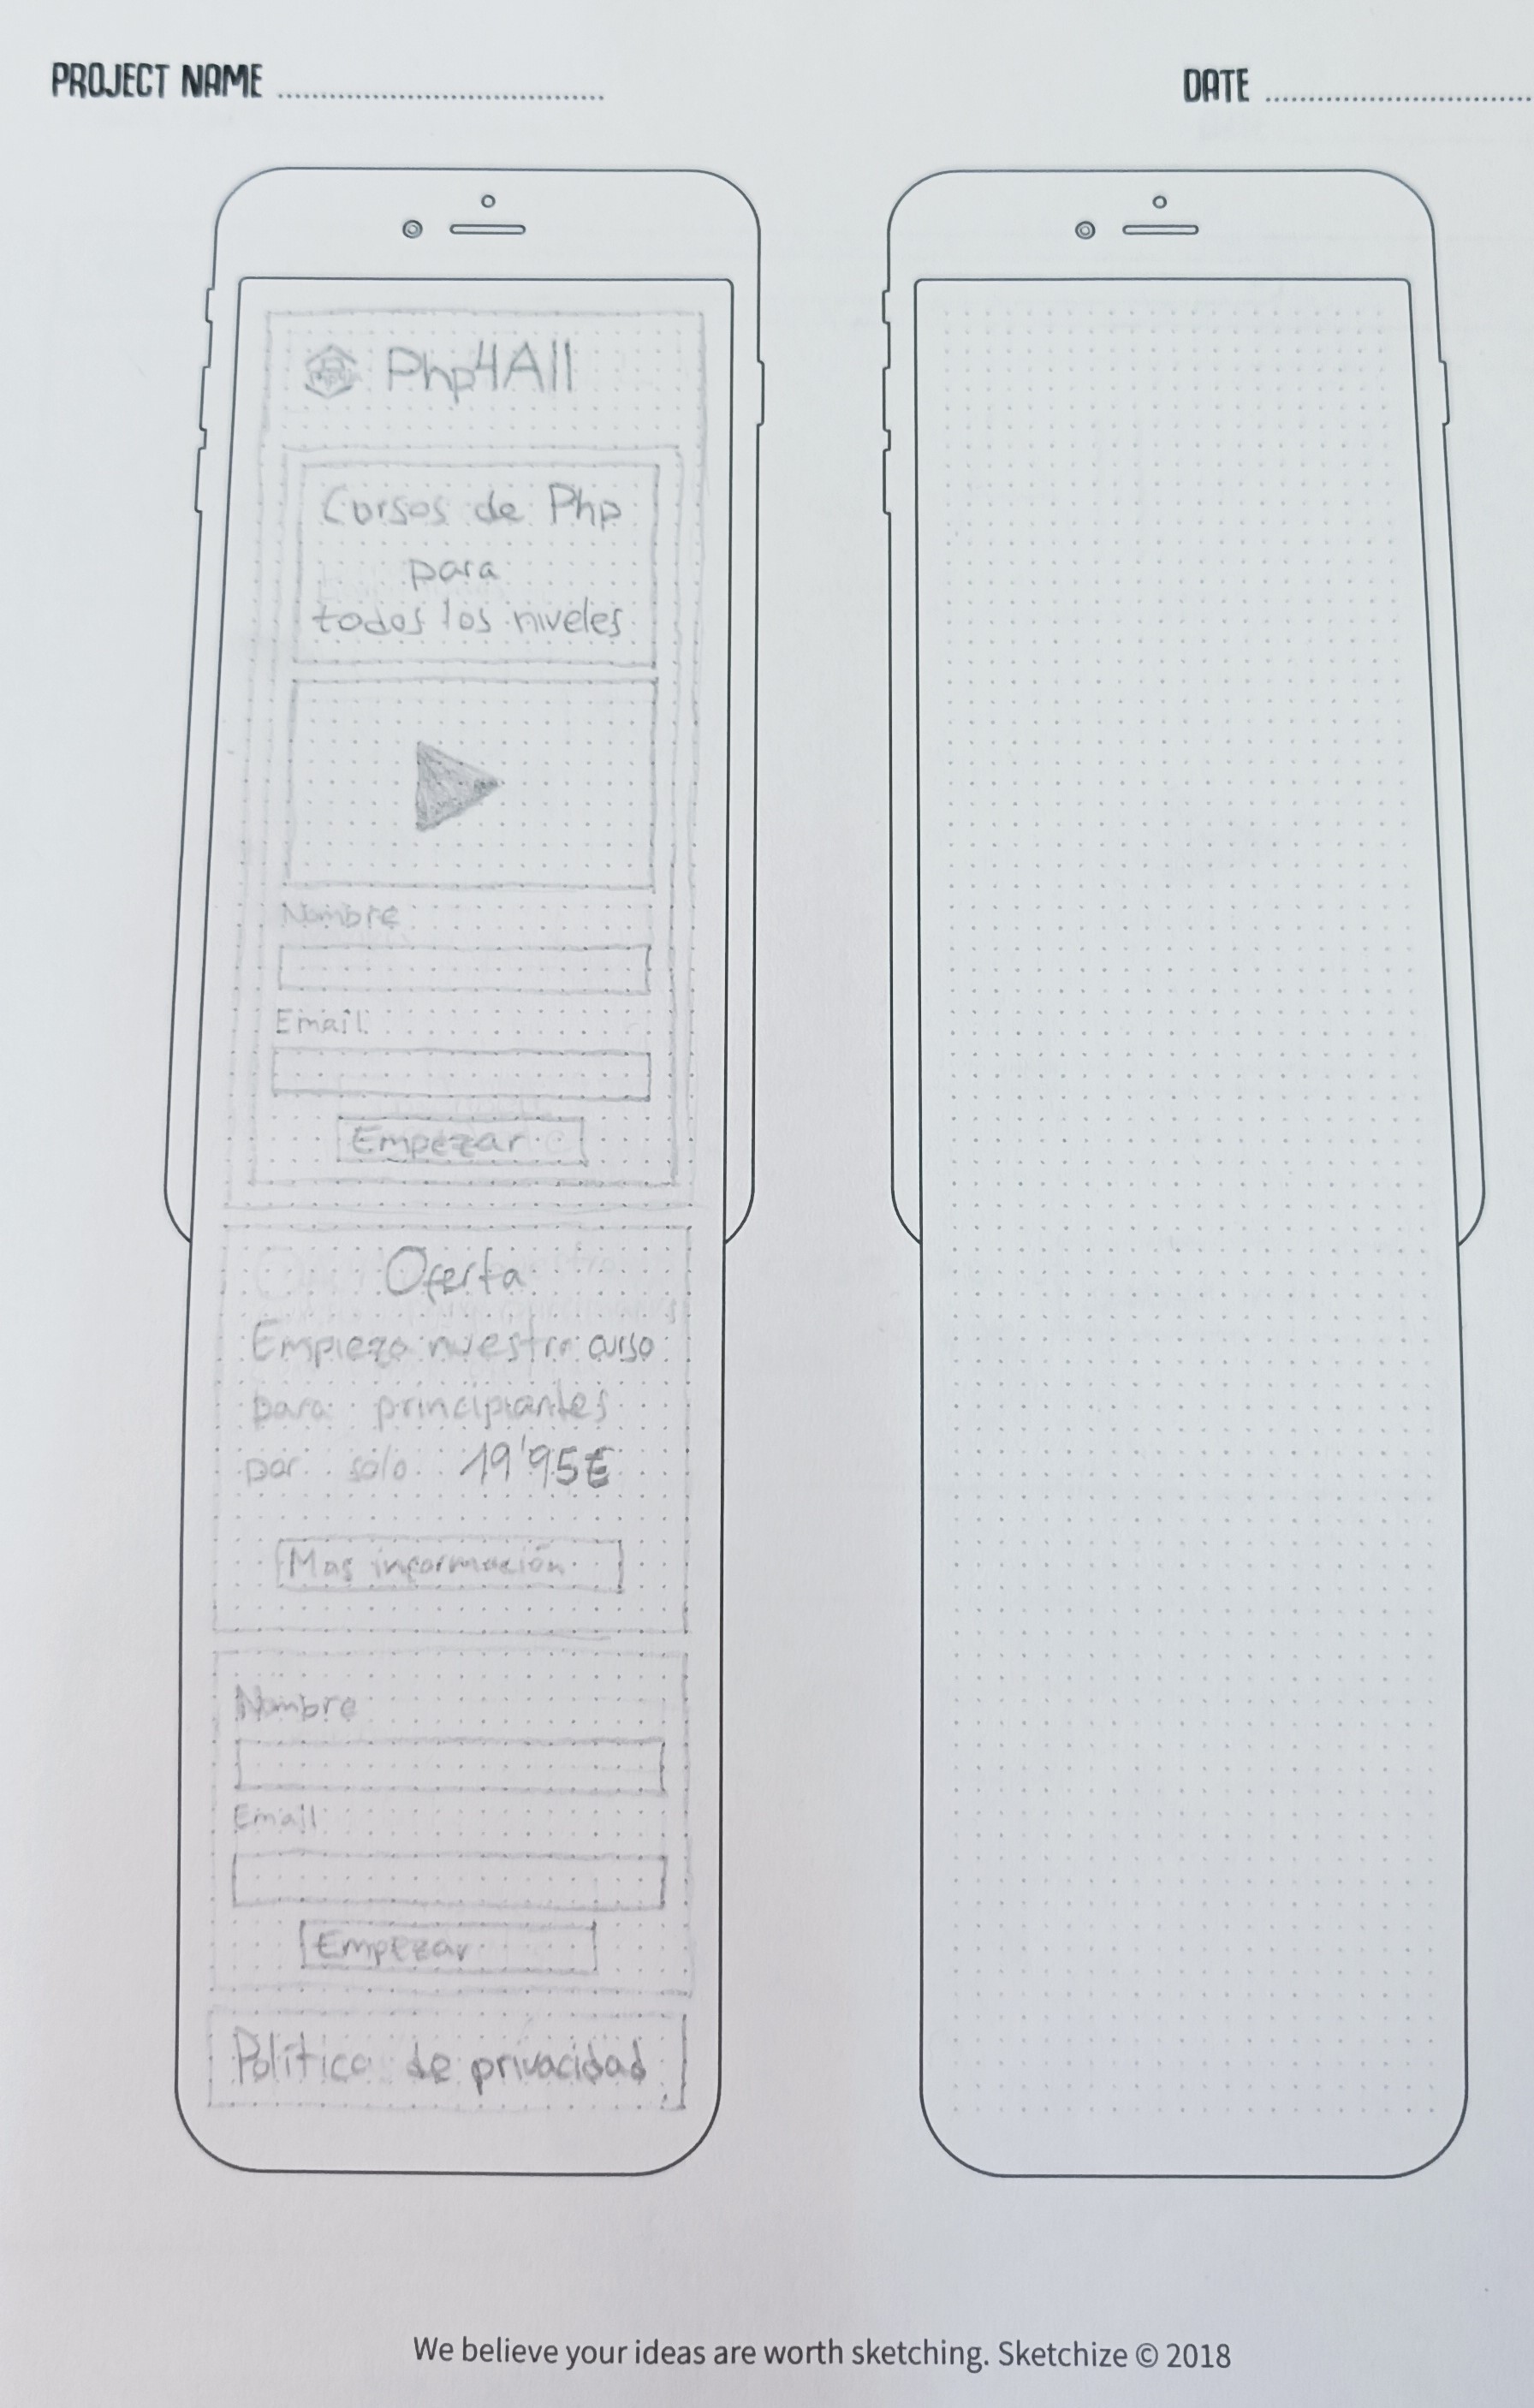 PROJECT NAME
DATE
Php4All
Cursos de Php
para
todos los niveles
Nombre
Email
Empezar
Oferta
Empieza nuestro curso
para principiantes
por solo 19'95€
Mas información
Nombre
Email
Empezar
Política de privacidad
We believe your ideas are worth sketching. Sketchize © 2018